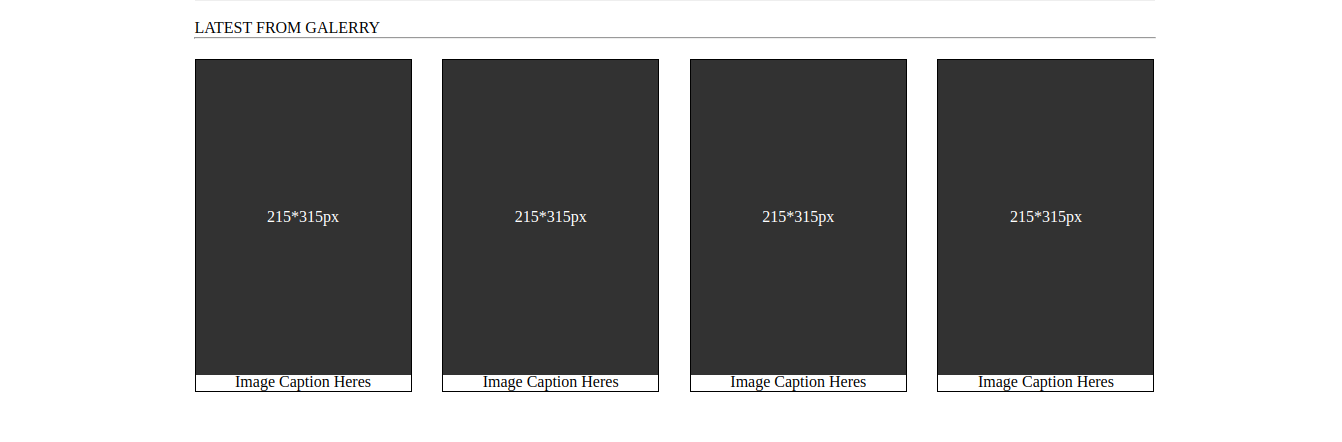 LATEST FROM GALERRY
215*315px
215*315px
215*315px
215*315px
Image Caption Heres
Image Caption Heres
Image Caption Heres
Image Caption Heres